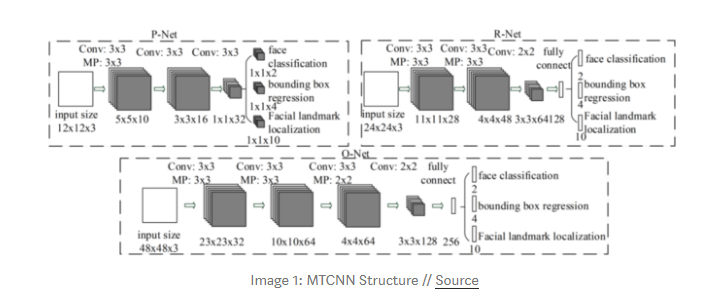 P-Net
Conv: 3x3 Conv: 3x3 Conv: 3x3
MP: 3x3
face
classification
1x1x2
bounding box
regression
1x1x4
Facial landmark
localization
1x1x10
input size
12x12x3
5x5x10
3x3x16
1x1x32
R-Net
Conv: 3x3 Conv: 3x3 Conv: 2x2 fully
MP: 3x3 MP: 3x3 connect
face classification
2
bounding box
regression
4
Facial landmark
localization
10
input size
24x24x3
11x11x28
4x4x48
3x3x64
128
O-Net
Conv: 3x3 Conv: 3x3 Conv: 3x3 Conv: 2x2 fully
MP: 3x3 MP: 3x3 MP: 2x2 connect
face classification
2
bounding box regression
4
Facial landmark localization
10
input size
48x48x3
23x23x32
10x10x64
4x4x64
3x3x128
256
Image 1: MTCNN Structure // Source